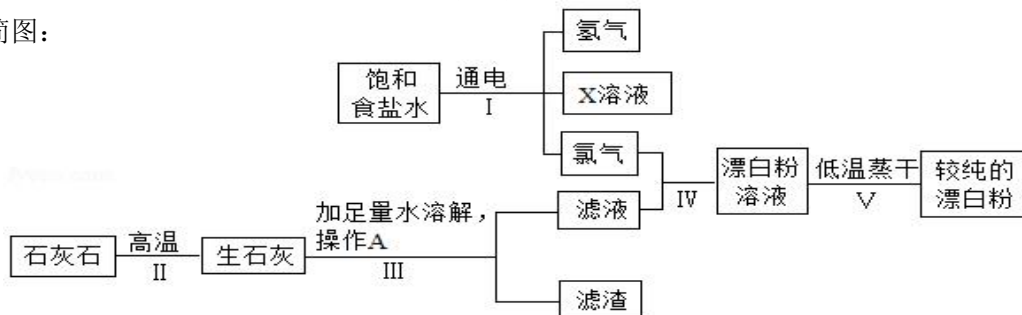 简图：
氢气
饱和
食盐水
通电
I
X溶液
氯气
漂白粉
溶液
低温蒸干
V
较纯的
漂白粉
IV
滤液
加足量水溶解，
操作A
III
石灰石
高温
II
生石灰
滤渣